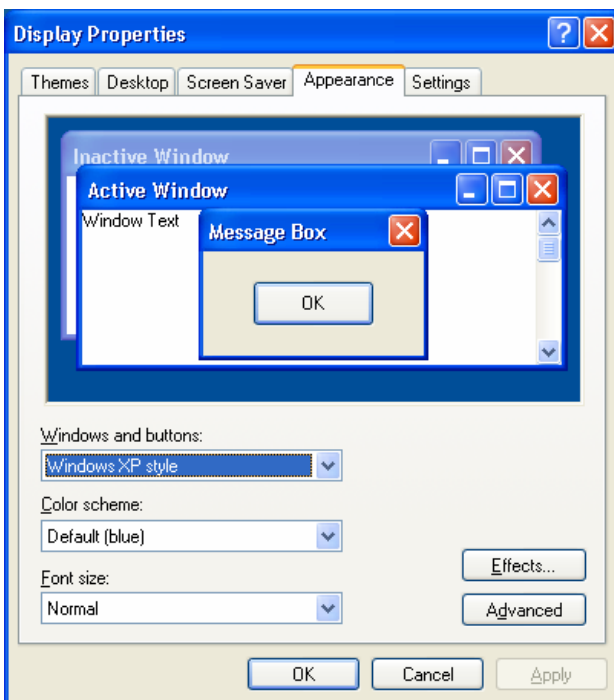 Display Properties
Themes Desktop Screen Saver Appearance Settings
Inactive Window
Active Window
Window Text
Message Box
OK
Windows and buttons:
Windows XP style
Color scheme:
Default (blue)
Effects...
Font size:
Normal
Advanced
OK Cancel Apply